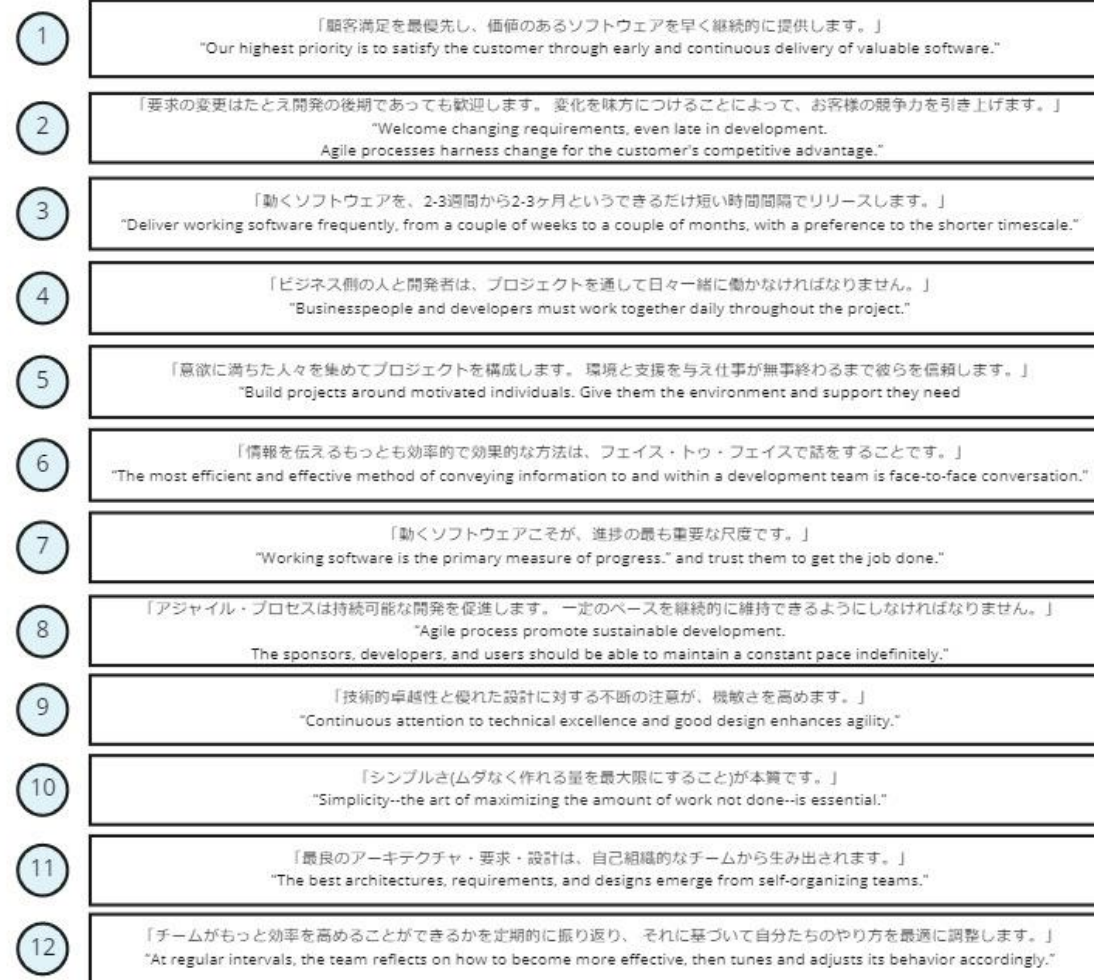 1
「顧客満足を最優先し、価値のあるソフトウェアを早く継続的に提供します。」
"Our highest priority is to satisfy the customer through early and continuous delivery of valuable software."
2
「要求の変更はたとえ開発の後期であっても歓迎します。 変化を味方につけることによって、お客様の競争力を引き上げます。」
"Welcome changing requirements, even late in development.
Agile processes harness change for the customer's competitive advantage."
3
「動くソフトウェアを、2-3週間から2-3ヶ月というできるだけ短い時間間隔でリリースします。」
"Deliver working software frequently, from a couple of weeks to a couple of months, with a preference to the shorter timescale."
4
「ビジネス側の人と開発者は、プロジェクトを通して日々一緒に働かなければなりません。」
"Businesspeople and developers must work together daily throughout the project."
5
「意欲に満ちた人々を集めてプロジェクトを構成します。 環境と支援を与え仕事が無事終わるまで彼らを信頼します。」
"Build projects around motivated individuals. Give them the environment and support they need
6
「情報を伝えるもっとも効率的で効果的な方法は、フェイス・トゥ・フェイスで話をすることです。」
"The most efficient and effective method of conveying information to and within a development team is face-to-face conversation."
7
「動くソフトウェアこそが、進捗の最も重要な尺度です。」
"Working software is the primary measure of progress." and trust them to get the job done."
8
「アジャイル・プロセスは持続可能な開発を促進します。 一定のペースを継続的に維持できるようにしなければなりません。」
"Agile process promote sustainable development.
The sponsors, developers, and users should be able to maintain a constant pace indefinitely."
9
「技術的卓越性と優れた設計に対する不断の注意が、機敏さを高めます。」
"Continuous attention to technical excellence and good design enhances agility."
10
「シンプルさ(ムダなく作れる量を最大限にすること)が本質です。」
"Simplicity--the art of maximizing the amount of work not done--is essential."
11
「最良のアーキテクチャ・要求・設計は、自己組織的なチームから生み出されます。」
"The best architectures, requirements, and designs emerge from self-organizing teams."
12
「チームがもっと効率を高めることができるかを定期的に振り返り、 それに基づいて自分たちのやり方を最適に調整します。」
"At regular intervals, the team reflects on how to become more effective, then tunes and adjusts its behavior accordingly."